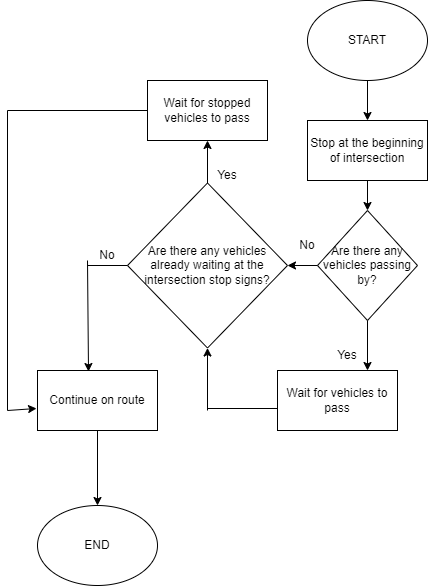 START
Stop at the beginning
of intersection
Are there any
vehicles passing
by?
No
Yes
Wait for vehicles to
pass
Are there any vehicles
already waiting at the
intersection stop signs?
Yes
No
Wait for stopped
vehicles to pass
Continue on route
END